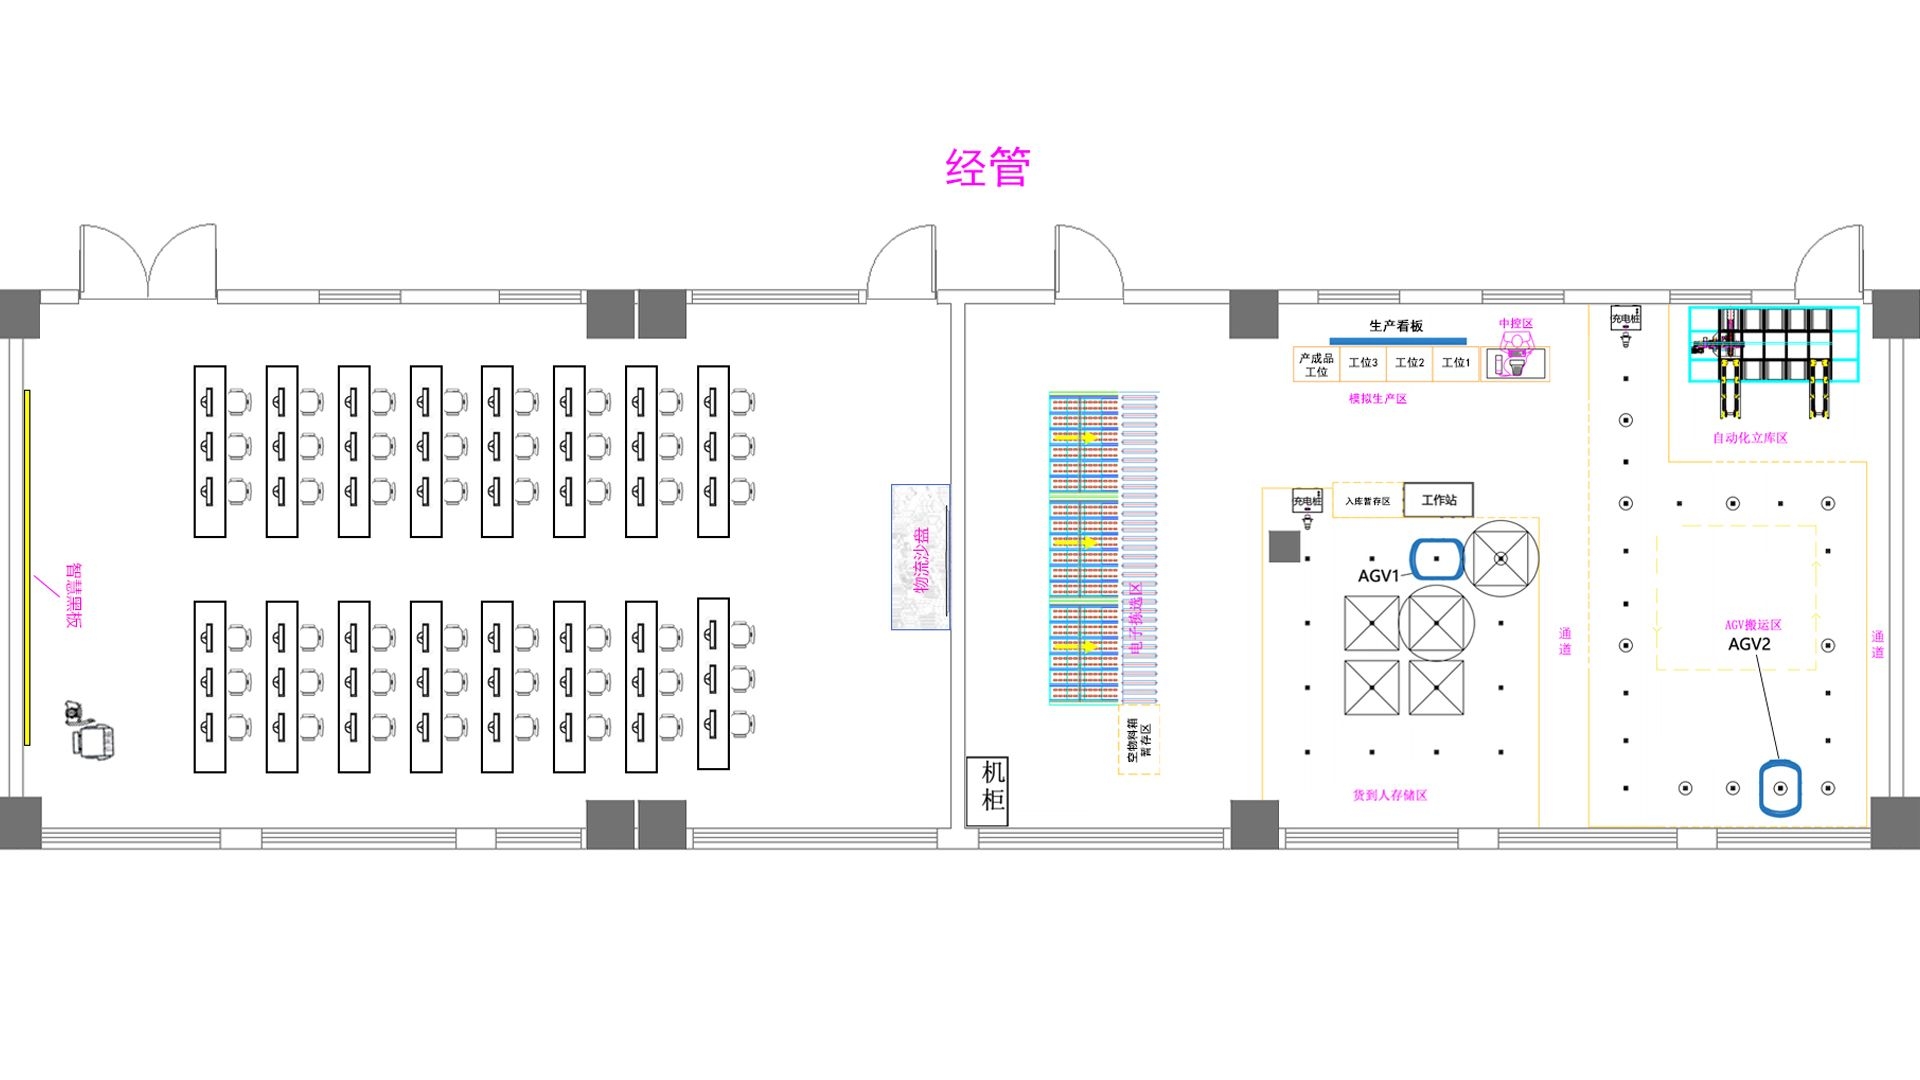 经管
智慧黑板
物流沙盘
机柜
电子拣选区
空物料箱
暂存区
生产看板
中控区
产成品
工位
工位3
工位2
工位1
模拟生产区
充电桩
入库暂存区
工作站
AGV1
货到人存储区
通道
充电桩
自动化立库区
AGV搬运区
AGV2
通道